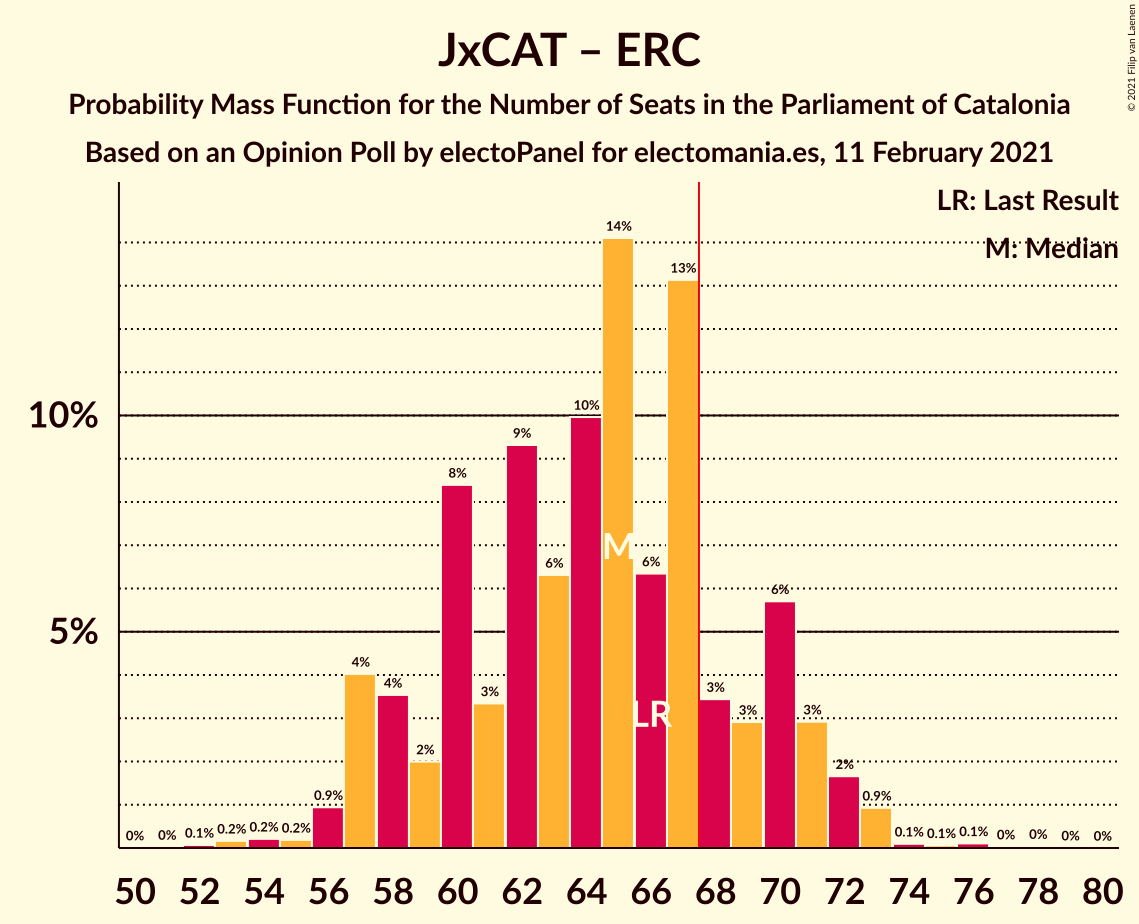 © 2021 Filip van Laenen
JxCAT – ERC
Probability Mass Function for the Number of Seats in the Parliament of Catalonia
Based on an Opinion Poll by electoPanel for electomania.es, 11 February 2021
LR: Last Result
M: Median
10%
5%
0% 0% 0.1% 0.2% 0.2% 0.2% 0.9% 4% 4% 2% 8% 3% 9% 6% 10% 14% 6% 13% 3% 3% 6% 3% 2% 0.9% 0.1% 0.1% 0.1% 0% 0% 0% 0%
M
LR
50 52 54 56 58 60 62 64 66 68 70 72 74 76 78 80